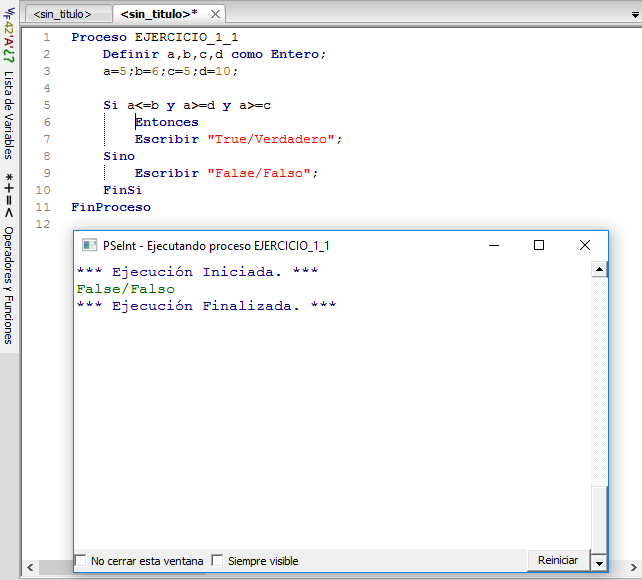 <sin_titulo>
<sin_titulo>*
42'A'¿?
Lista de Variables
*+=<
Operadores y Funciones
1 Proceso EJERCICIO_1_1
2 Definir a,b,c,d como Entero;
3 a=5;b=6;c=5;d=10;
4
5 Si a<=b y a>=d y a>=c
6 Entonces
7 Escribir "True/Verdadero";
8 Sino
9 Escribir "False/Falso";
10 FinSi
11 FinProceso
12
PSeInt - Ejecutando proceso EJERCICIO_1_1
*** Ejecución Iniciada. ***
False/Falso
*** Ejecución Finalizada. ***
No cerrar esta ventana
Siempre visible
Reiniciar